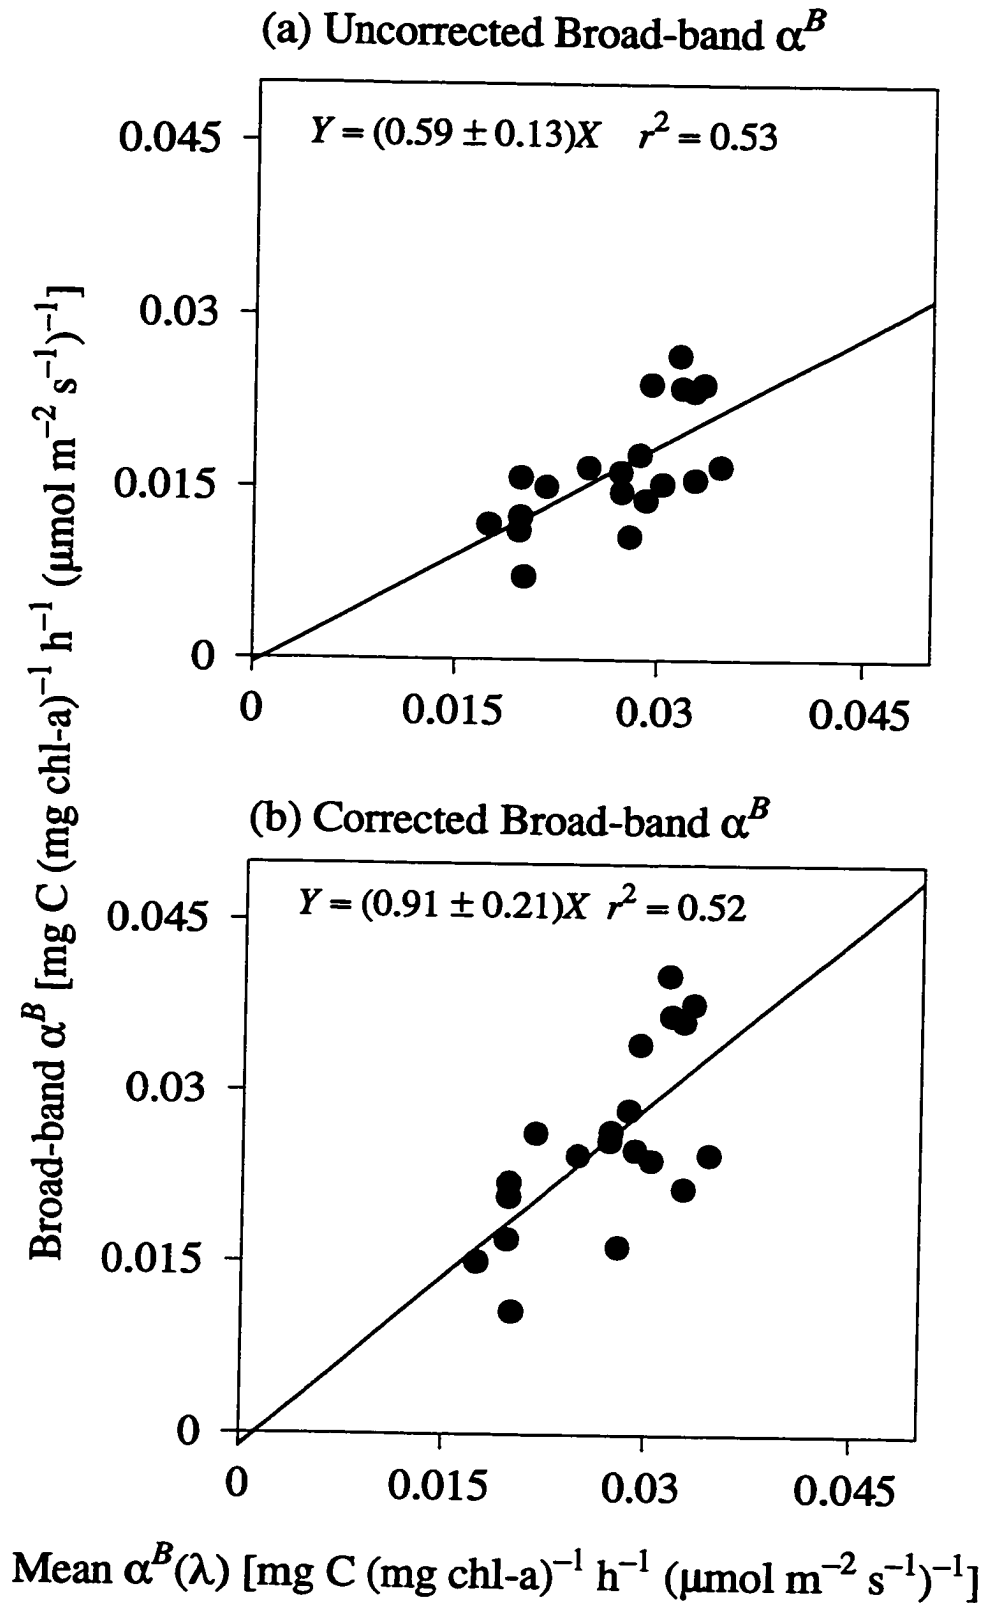 (a) Uncorrected Broad-band α^B
Y = (0.59 ± 0.13)X r² = 0.53
0.045
0.03
0.015
0
0 0.015 0.03 0.045
Broad-band α^B [mg C (mg chl-a)⁻¹ h⁻¹ (μmol m⁻² s⁻¹)⁻¹]
(b) Corrected Broad-band α^B
Y = (0.91 ± 0.21)X r² = 0.52
0.045
0.03
0.015
0
0 0.015 0.03 0.045
Mean α^B(λ) [mg C (mg chl-a)⁻¹ h⁻¹ (μmol m⁻² s⁻¹)⁻¹]